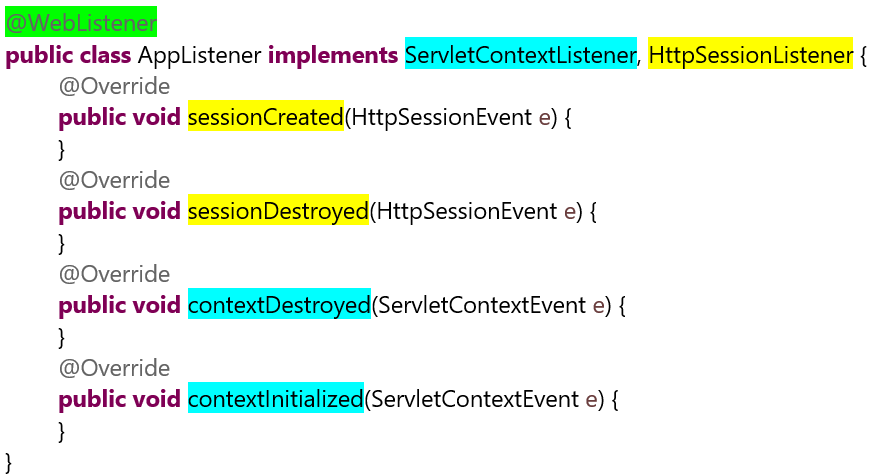 @WebListener
public class AppListener implements ServletContextListener, HttpSessionListener {
@Override
public void sessionCreated(HttpSessionEvent e) {
}
@Override
public void sessionDestroyed(HttpSessionEvent e) {
}
@Override
public void contextDestroyed(ServletContextEvent e) {
}
@Override
public void contextInitialized(ServletContextEvent e) {
}
}